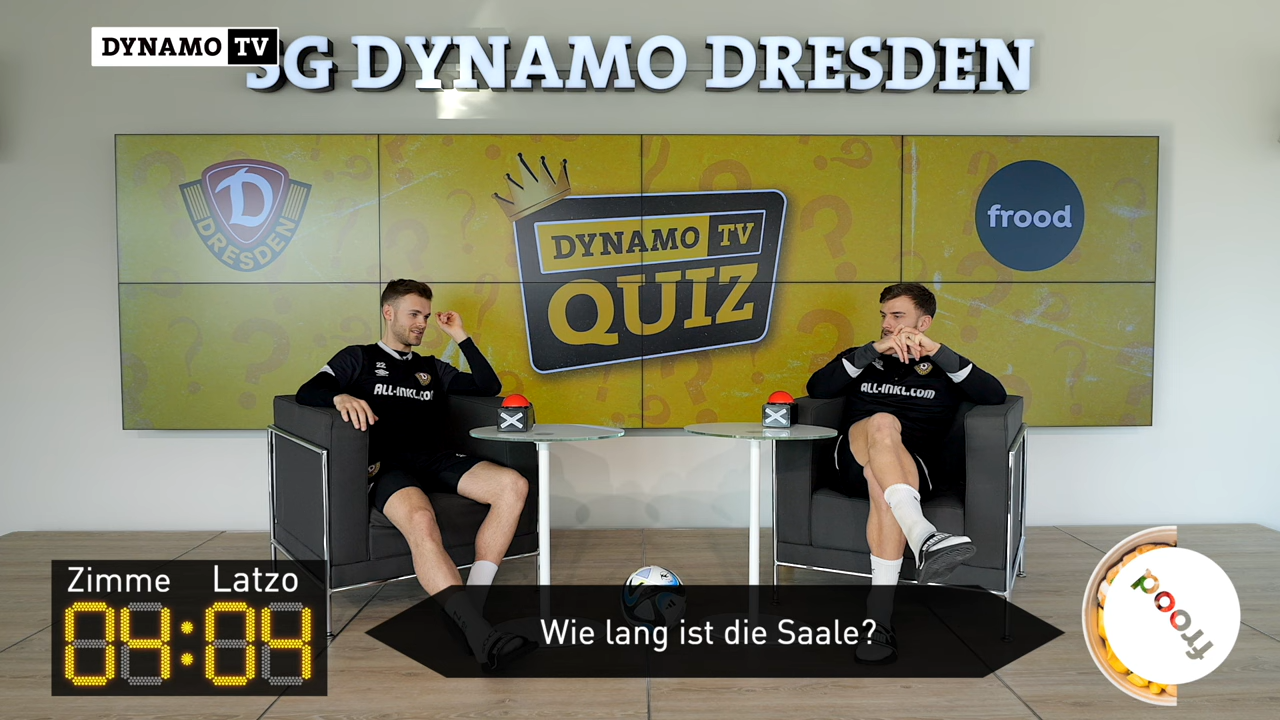 DYNAMO TV
SG DYNAMO DRESDEN
D
DRESDEN
DYNAMO TV
QUIZ
frood
22
ALL-INKL.COM
ALL-INKL.COM
Zimme Latzo
04:04
Wie lang ist die Saale?
frood